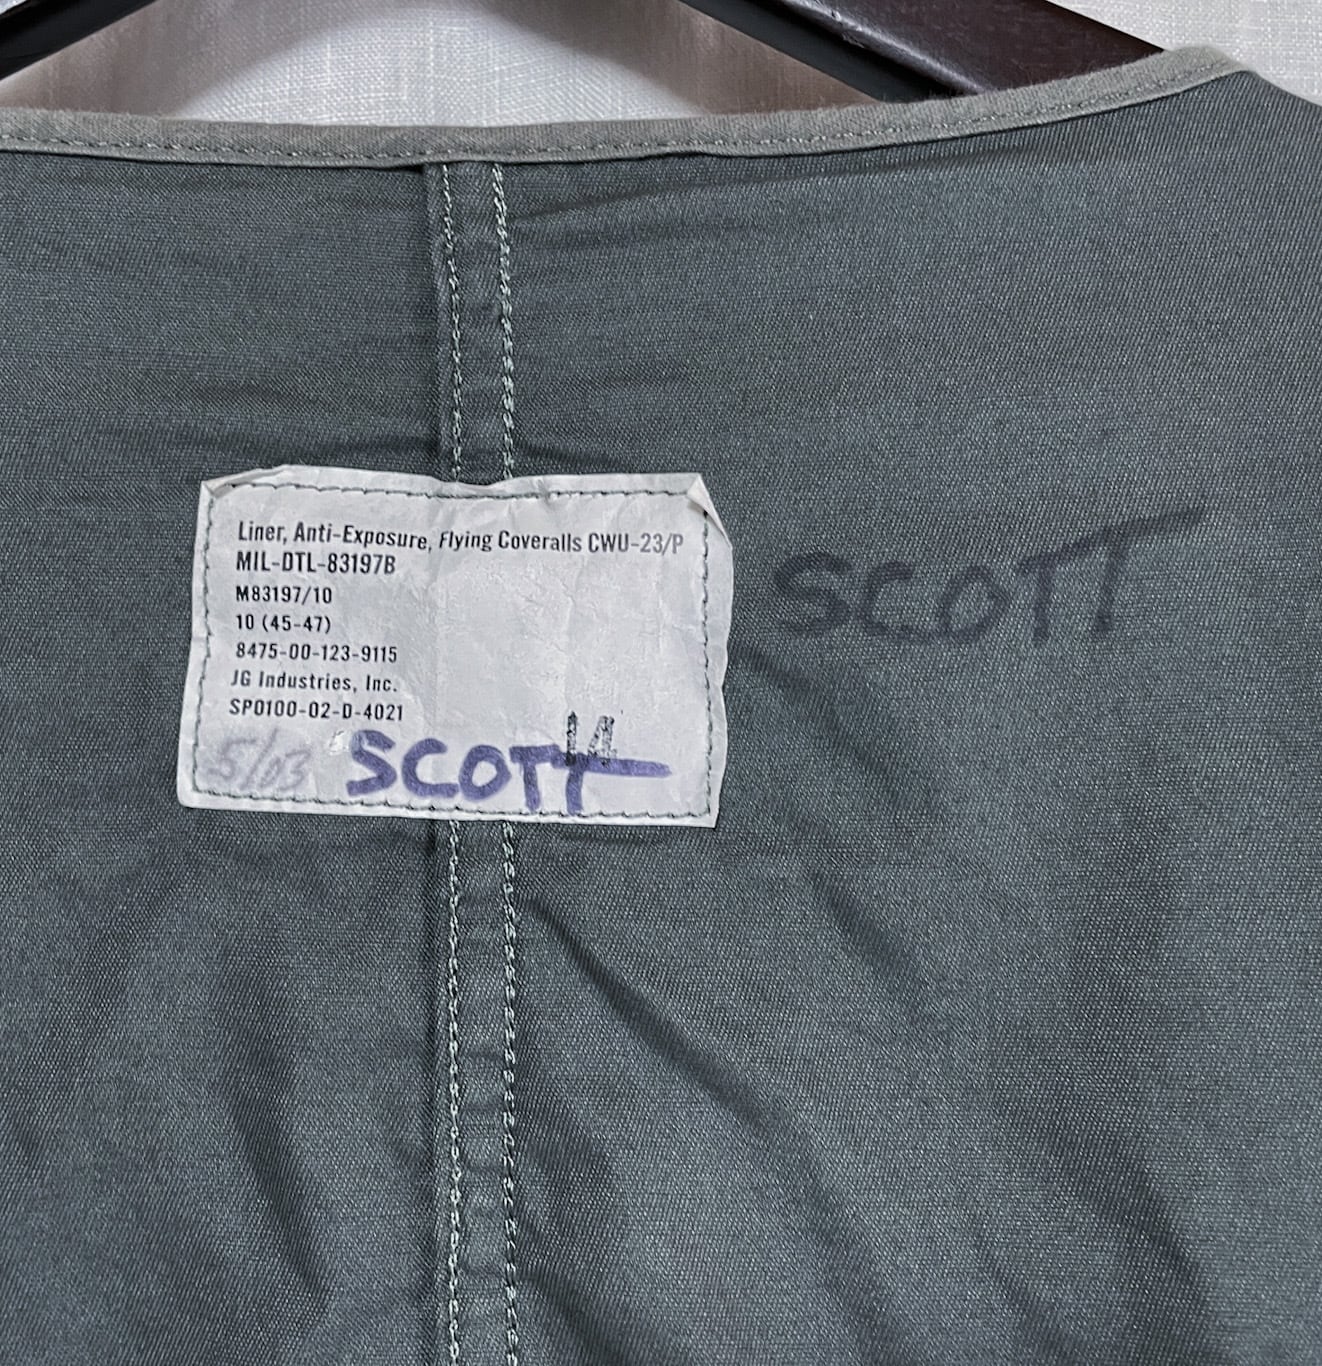 Liner, Anti-Exposure, Flying Coveralls CWU-23/P
MIL-DTL-83197B
M83197/10
10 (45-47)
8475-00-123-9115
JG Industries, Inc.
SP0100-02-D-4021
14
5/03 SCOTT
SCOTT